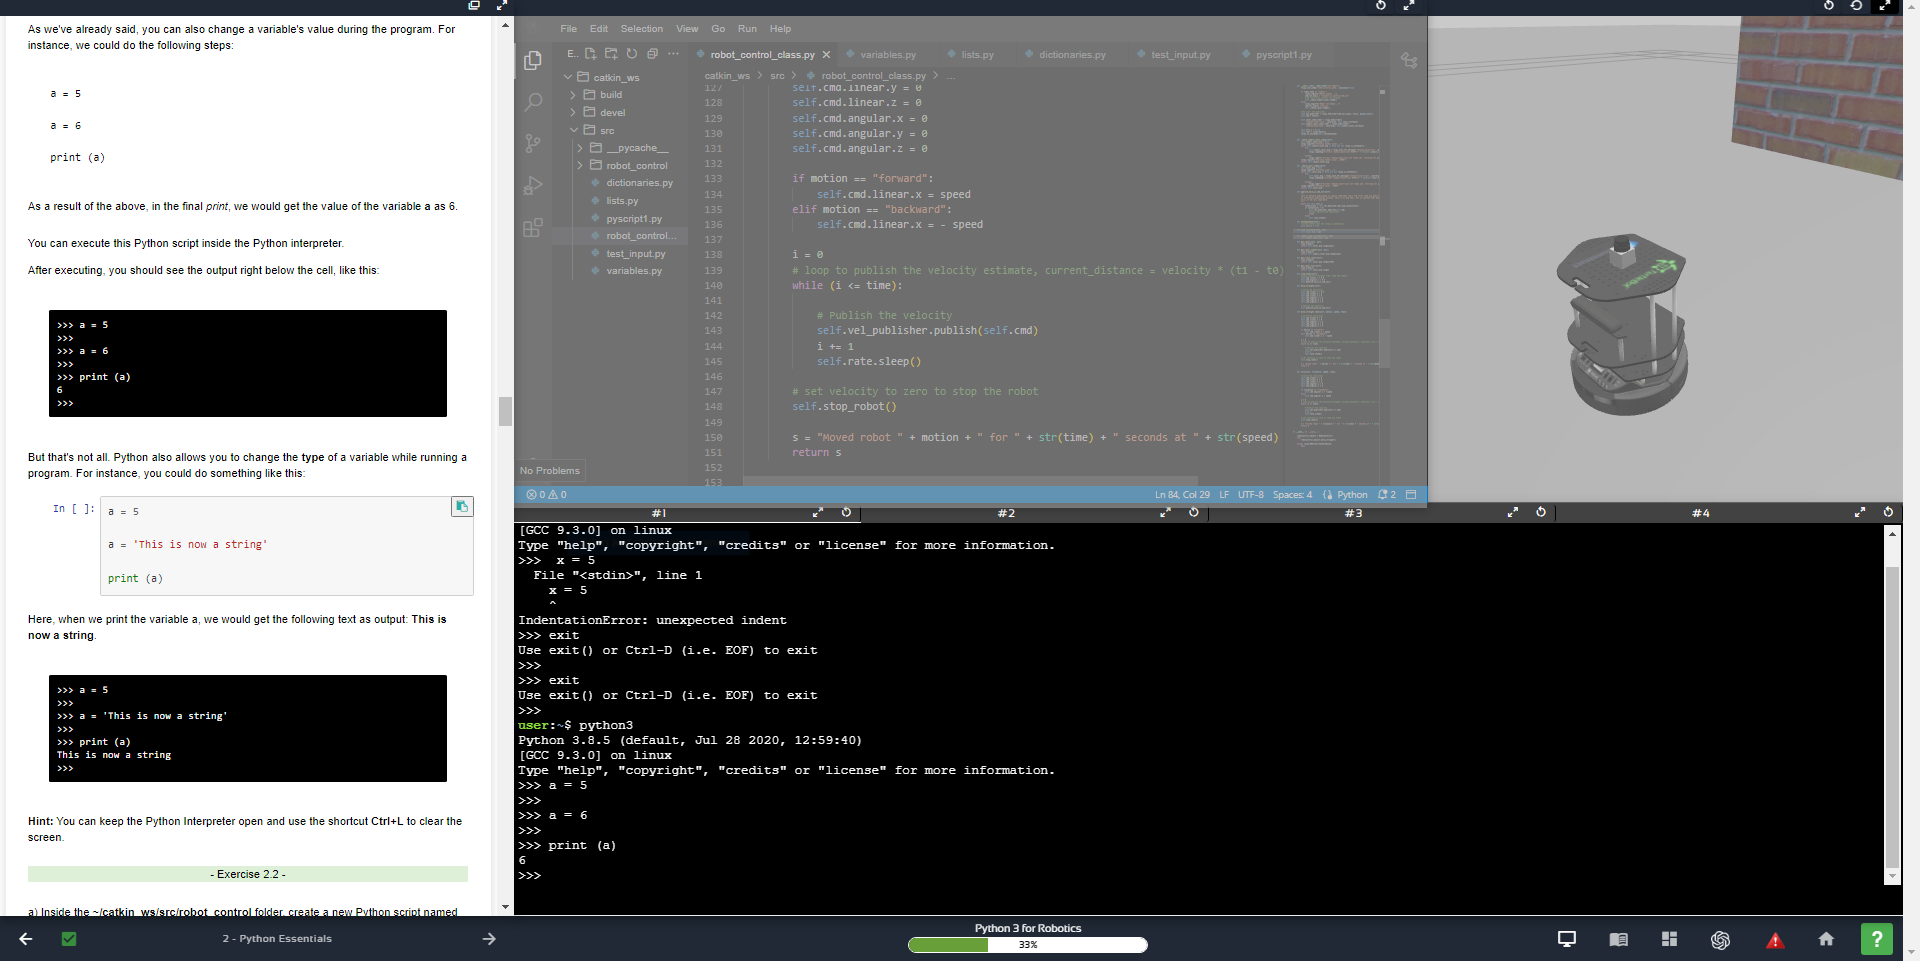 As we've already said, you can also change a variable's value during the program. For
instance, we could do the following steps:
a = 5
a = 6
print (a)
As a result of the above, in the final print, we would get the value of the variable a as 6.
You can execute this Python script inside the Python interpreter.
After executing, you should see the output right below the cell, like this:
>>> a = 5
>>>
>>> a = 6
>>>
>>> print (a)
6
>>>
But that's not all. Python also allows you to change the type of a variable while running a
program. For instance, you could do something like this:
In [ ]:
a = 5
a = 'This is now a string'
print (a)
Here, when we print the variable a, we would get the following text as output: This is
now a string.
>>> a = 5
>>>
>>> a = 'This is now a string'
>>>
>>> print (a)
This is now a string
>>>
Hint: You can keep the Python Interpreter open and use the shortcut Ctrl+L to clear the
screen.
- Exercise 2.2 -
a) Inside the ~/catkin_ws/src/robot_control folder, create a new Python script named
File Edit Selection View Go Run Help
E..
robot_control_class.py
variables.py
lists.py
dictionaries.py
test_input.py
pyscript1.py
catkin_ws
build
devel
src
__pycache__
robot_control
dictionaries.py
lists.py
pyscript1.py
robot_control...
test_input.py
variables.py
catkin_ws > src > robot_control_class.py > ...
127 self.cmd.linear.y = 0
128 self.cmd.linear.z = 0
129 self.cmd.angular.x = 0
130 self.cmd.angular.y = 0
131 self.cmd.angular.z = 0
132
133 if motion == "forward":
134 self.cmd.linear.x = speed
135 elif motion == "backward":
136 self.cmd.linear.x = - speed
137
138 i = 0
139 # loop to publish the velocity estimate, current_distance = velocity * (t1 - t0)
140 while (i <= time):
141
142 # Publish the velocity
143 self.vel_publisher.publish(self.cmd)
144 i += 1
145 self.rate.sleep()
146
147 # set velocity to zero to stop the robot
148 self.stop_robot()
149
150 s = "Moved robot " + motion + " for " + str(time) + " seconds at " + str(speed)
151 return s
152
153
No Problems
0 0
Ln 84, Col 29 LF UTF-8 Spaces: 4 Python 2
#1
#2
#3
#4
[GCC 9.3.0] on linux
Type "help", "copyright", "credits" or "license" for more information.
>>>  x = 5
File "<stdin>", line 1
x = 5
^
IndentationError: unexpected indent
>>> exit
Use exit() or Ctrl-D (i.e. EOF) to exit
>>>
>>> exit
Use exit() or Ctrl-D (i.e. EOF) to exit
>>>
user:~$ python3
Python 3.8.5 (default, Jul 28 2020, 12:59:40)
[GCC 9.3.0] on linux
Type "help", "copyright", "credits" or "license" for more information.
>>> a = 5
>>>
>>> a = 6
>>>
>>> print (a)
6
>>>
2 - Python Essentials
Python 3 for Robotics
33%
?